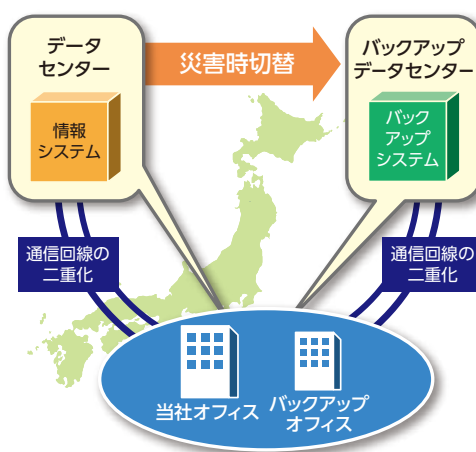 データ
センター
災害時切替
バックアップ
データセンター
情報
システム
バック
アップ
システム
通信回線の
二重化
通信回線の
二重化
当社オフィス
バックアップ
オフィス